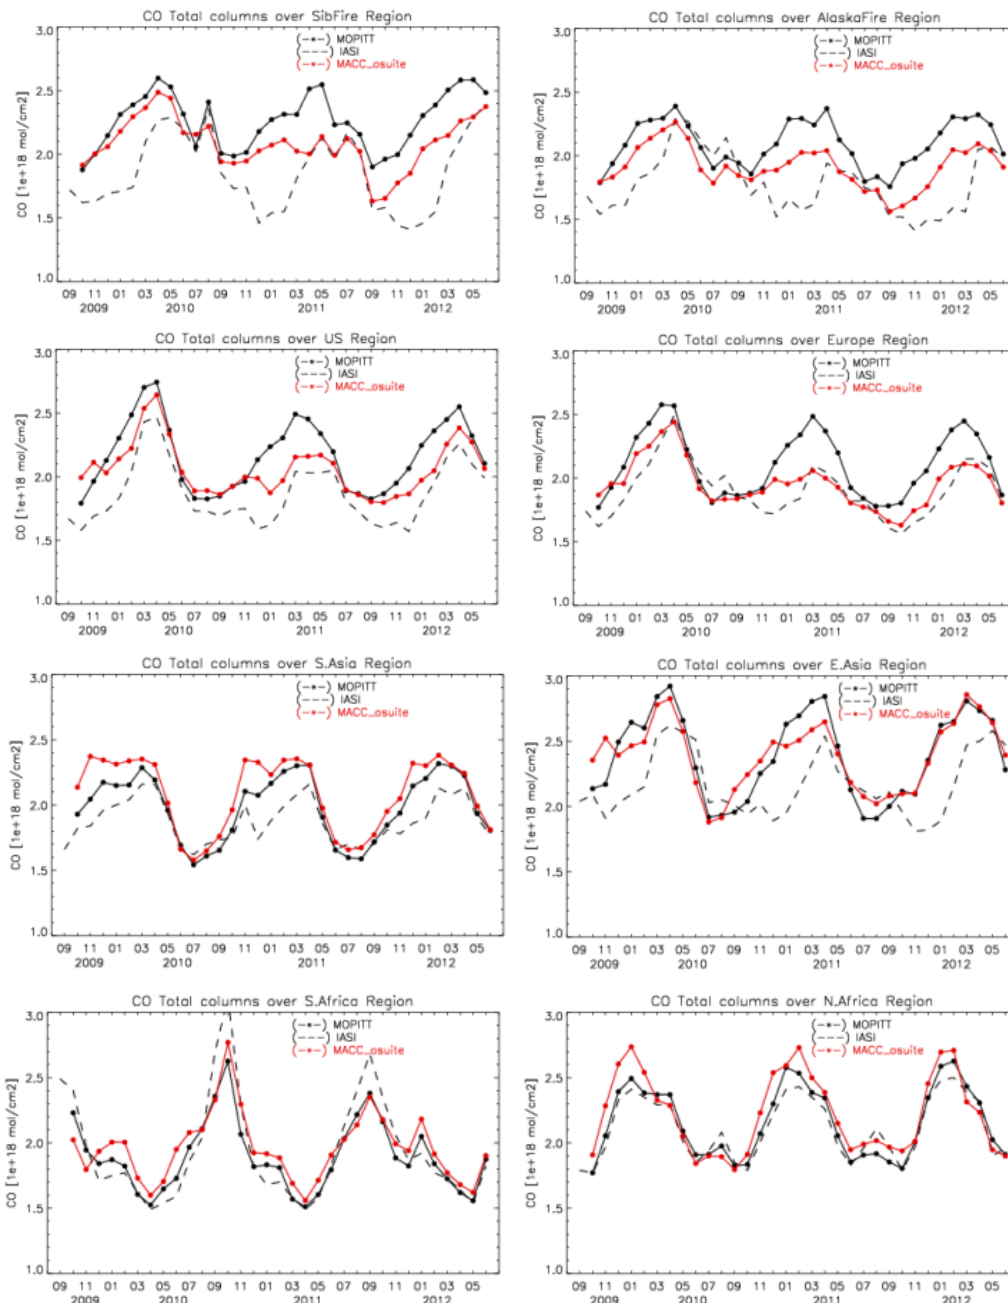 CO Total columns over SibFire Region
(-*-) MOPITT
(---) IASI
(-*-) MACC_osuite
3.0
2.5
2.0
1.5
1.0
CO [1e+18 mol/cm2]
09 11 01 03 05 07 09 11 01 03 05 07 09 11 01 03 05
2009 2010 2011 2012
CO Total columns over AlaskaFire Region
(-*-) MOPITT
(---) IASI
(-*-) MACC_osuite
3.0
2.5
2.0
1.5
1.0
CO [1e+18 mol/cm2]
09 11 01 03 05 07 09 11 01 03 05 07 09 11 01 03 05
2009 2010 2011 2012
CO Total columns over US Region
(-*-) MOPITT
(---) IASI
(-*-) MACC_osuite
3.0
2.5
2.0
1.5
1.0
CO [1e+18 mol/cm2]
09 11 01 03 05 07 09 11 01 03 05 07 09 11 01 03 05
2009 2010 2011 2012
CO Total columns over Europe Region
(-*-) MOPITT
(---) IASI
(-*-) MACC_osuite
3.0
2.5
2.0
1.5
1.0
CO [1e+18 mol/cm2]
09 11 01 03 05 07 09 11 01 03 05 07 09 11 01 03 05
2009 2010 2011 2012
CO Total columns over S.Asia Region
(-*-) MOPITT
(---) IASI
(-*-) MACC_osuite
3.0
2.5
2.0
1.5
1.0
CO [1e+18 mol/cm2]
09 11 01 03 05 07 09 11 01 03 05 07 09 11 01 03 05
2009 2010 2011 2012
CO Total columns over E.Asia Region
(-*-) MOPITT
(---) IASI
(-*-) MACC_osuite
3.0
2.5
2.0
1.5
1.0
CO [1e+18 mol/cm2]
09 11 01 03 05 07 09 11 01 03 05 07 09 11 01 03 05
2009 2010 2011 2012
CO Total columns over S.Africa Region
(-*-) MOPITT
(---) IASI
(-*-) MACC_osuite
3.0
2.5
2.0
1.5
1.0
CO [1e+18 mol/cm2]
09 11 01 03 05 07 09 11 01 03 05 07 09 11 01 03 05
2009 2010 2011 2012
CO Total columns over N.Africa Region
(-*-) MOPITT
(---) IASI
(-*-) MACC_osuite
3.0
2.5
2.0
1.5
1.0
CO [1e+18 mol/cm2]
09 11 01 03 05 07 09 11 01 03 05 07 09 11 01 03 05
2009 2010 2011 2012